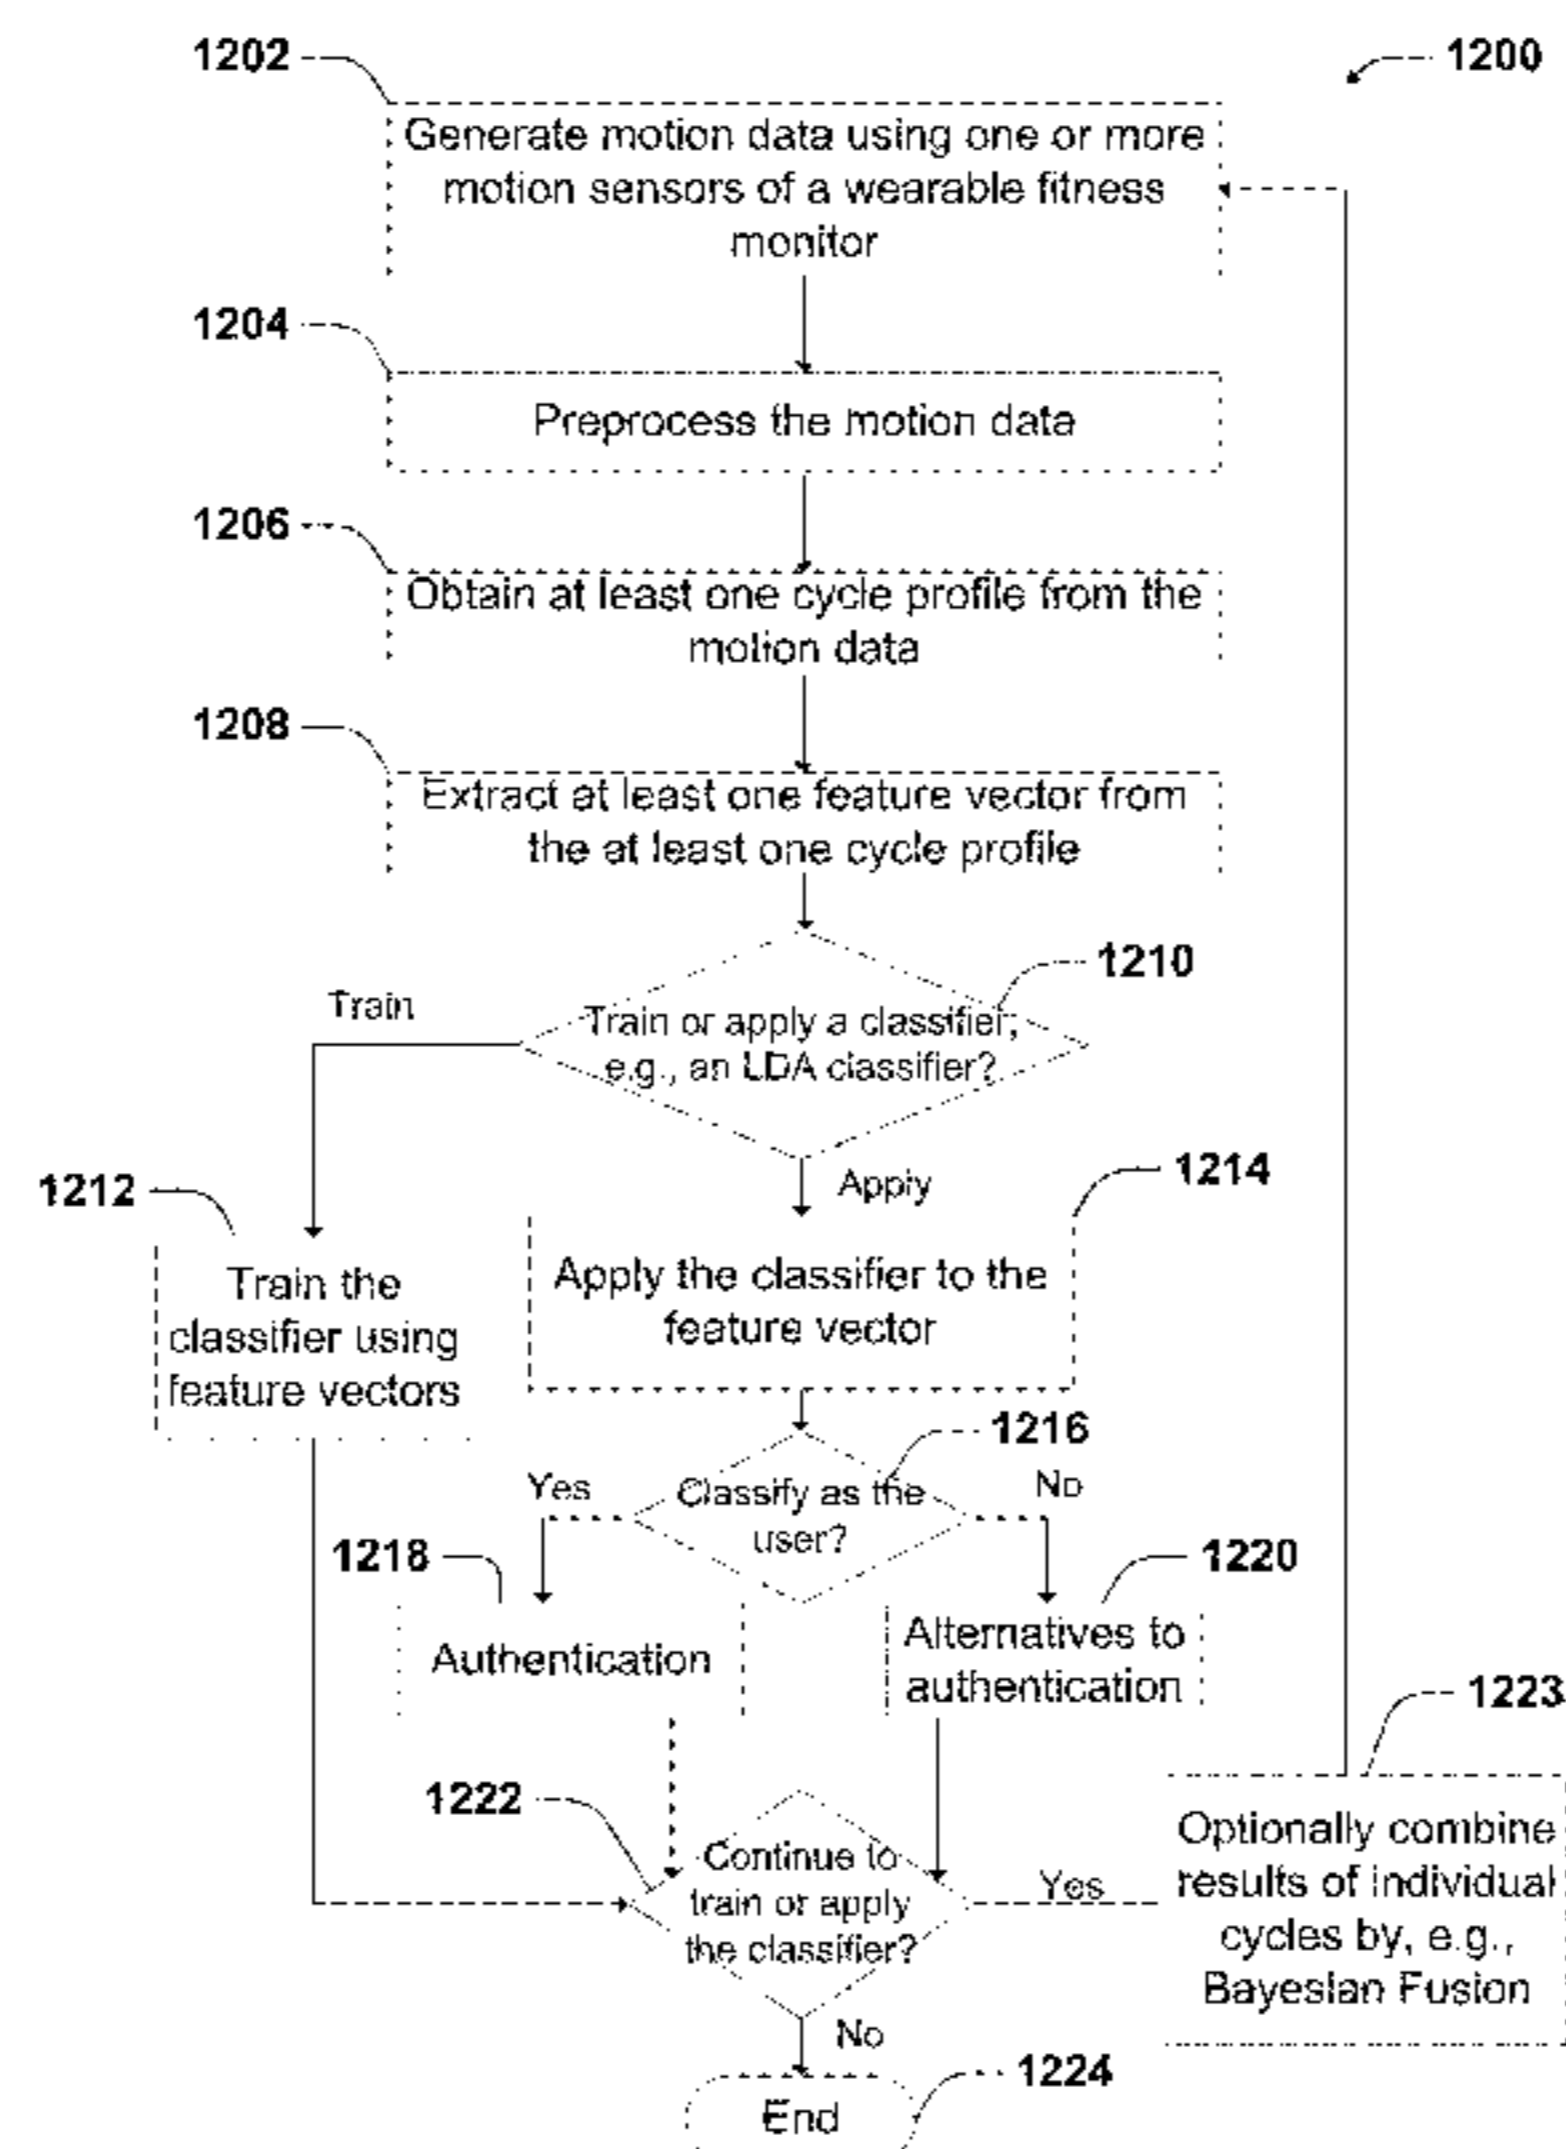 1202
1200
Generate motion data using one or more
motion sensors of a wearable fitness
monitor
1204
Preprocess the motion data
1206
Obtain at least one cycle profile from the
motion data
1208
Extract at least one feature vector from
the at least one cycle profile
1210
Train
Train or apply a classifier,
e.g., an LDA classifier?
1212
1214
Apply
Train the
classifier using
feature vectors
Apply the classifier to the
feature vector
1216
Yes
No
Classify as the
user?
1218
1220
Authentication
Alternatives to
authentication
1223
1222
Continue to
train or apply
the classifier?
Yes
Optionally combine
results of individual
cycles by, e.g.,
Bayesian Fusion
No
1224
End